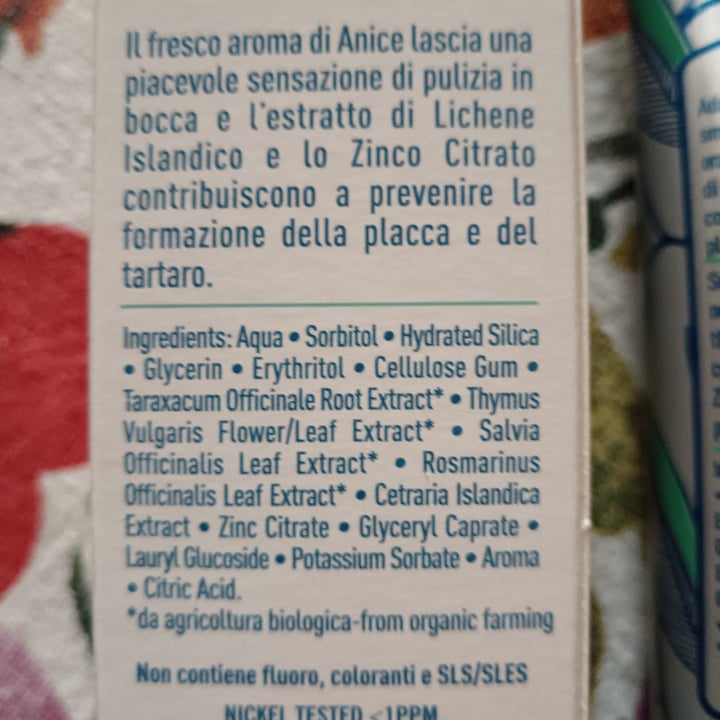 Il fresco aroma di Anice lascia una
piacevole sensazione di pulizia in
bocca e l'estratto di Lichene
Islandico e lo Zinco Citrato
contribuiscono a prevenire la
formazione della placca e del
tartaro.
Ingredients: Aqua • Sorbitol • Hydrated Silica
• Glycerin • Erythritol • Cellulose Gum •
Taraxacum Officinale Root Extract* • Thymus
Vulgaris Flower/Leaf Extract* • Salvia
Officinalis Leaf Extract* • Rosmarinus
Officinalis Leaf Extract* • Cetraria Islandica
Extract • Zinc Citrate • Glyceryl Caprate •
Lauryl Glucoside • Potassium Sorbate • Aroma
• Citric Acid.
*da agricoltura biologica-from organic farming
Non contiene fluoro, coloranti e SLS/SLES
NICKEL TESTED <1PPM